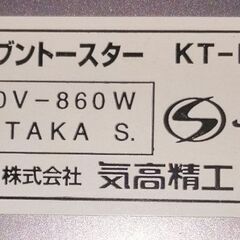 ブントースター KT-
0V-860W
TAKA S.
株式会社 気高精工